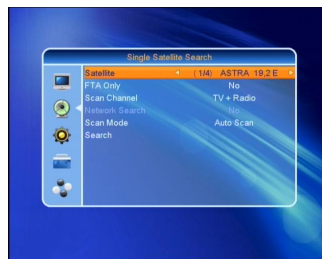 Single Satellite Search
Satellite (1/4) ASTRA 19,2 E
FTA Only No
Scan Channel TV + Radio
Network Search No
Scan Mode Auto Scan
Search